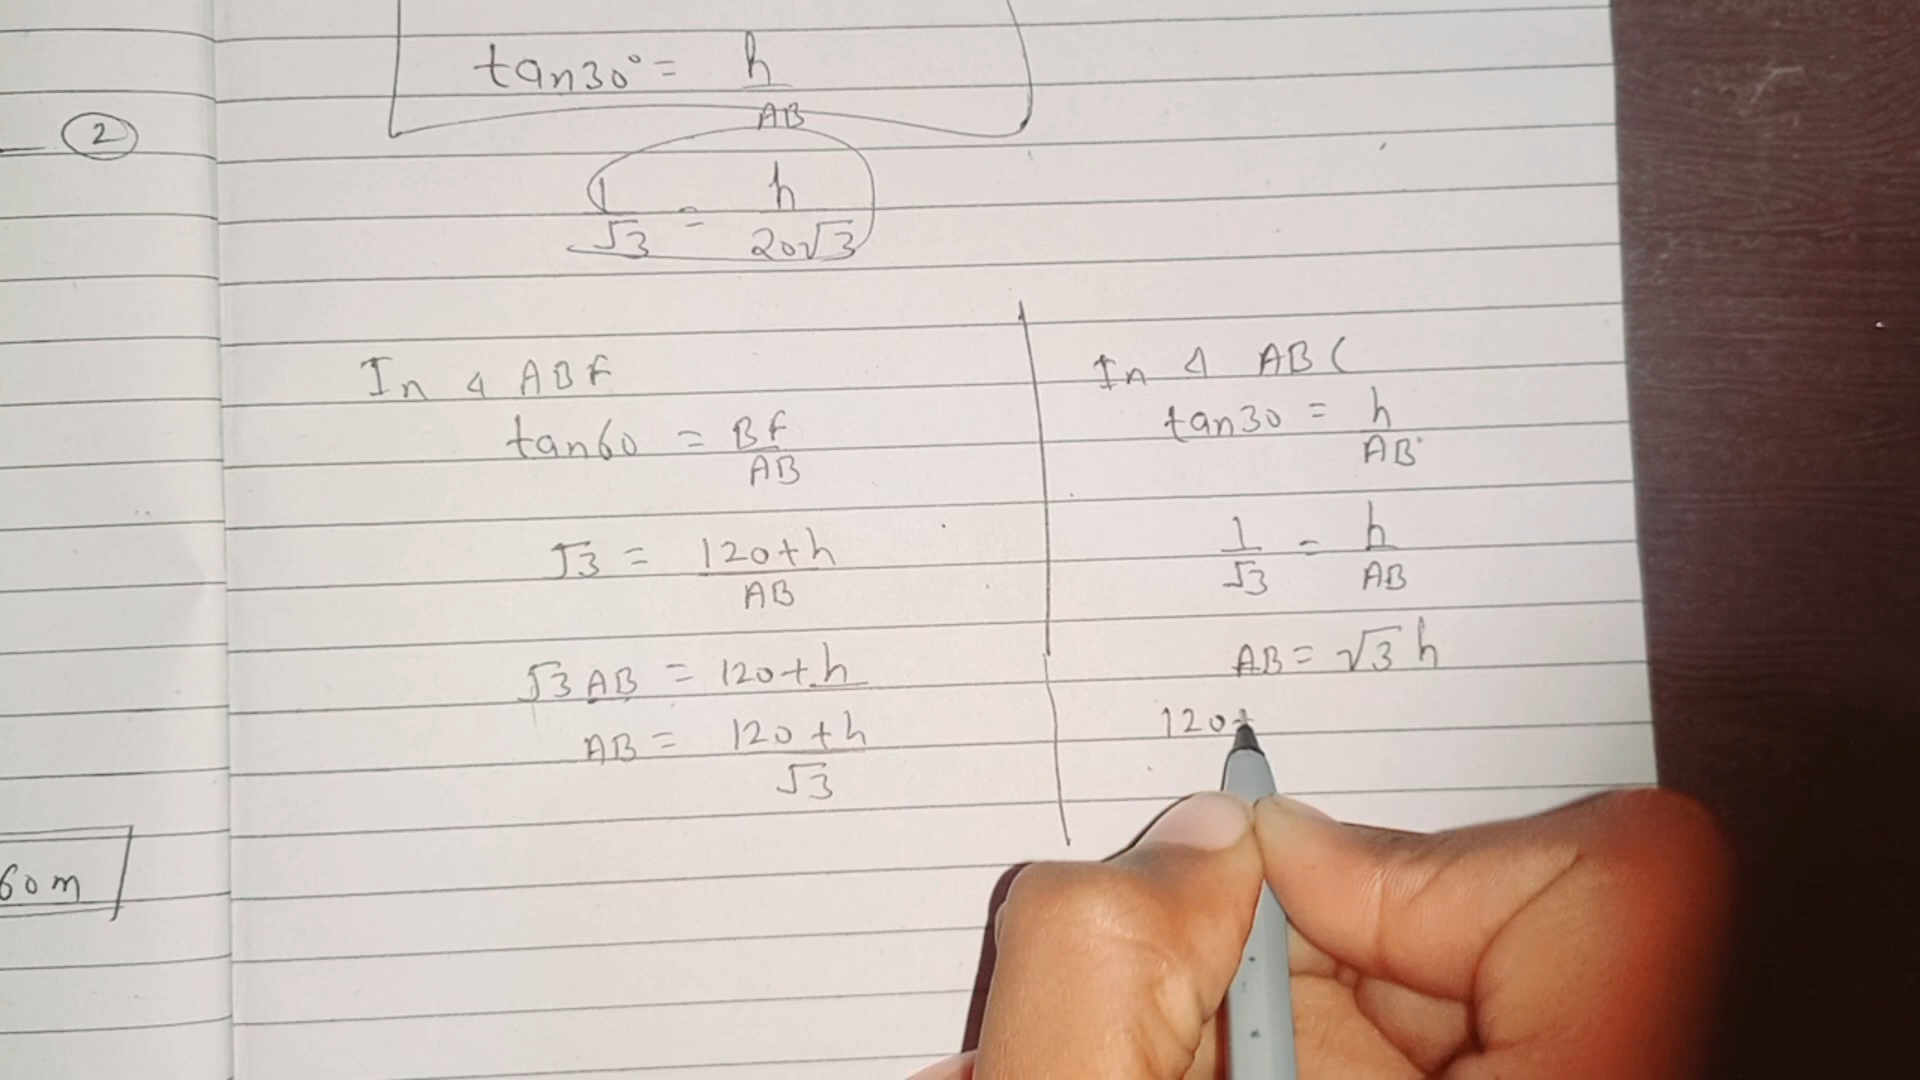 tan30° = h/AB
②
1/√3 = h/20√3
In △ ABF
tan60 = BF/AB
√3 = 120+h/AB
√3 AB = 120+h
AB = 120+h/√3
In △ ABC
tan30 = h/AB
1/√3 = h/AB
AB = √3 h
120+
60m